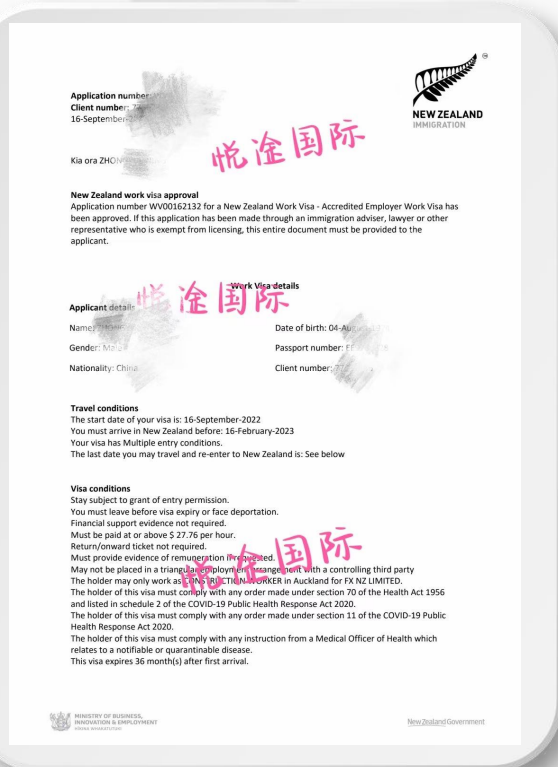 Application number:
Client number:
16-September-
NEW ZEALAND
IMMIGRATION
悦途国际
Kia ora ZHON
New Zealand work visa approval
Application number WV00162132 for a New Zealand Work Visa - Accredited Employer Work Visa has
been approved. If this application has been made through an immigration adviser, lawyer or other
representative who is exempt from licensing, this entire document must be provided to the
applicant.
Work Visa details
悦途国际
Applicant details
Name:
Date of birth: 04-Aug
Gender: Male
Passport number:
Nationality: China
Client number:
Travel conditions
The start date of your visa is: 16-September-2022
You must arrive in New Zealand before: 16-February-2023
Your visa has Multiple entry conditions.
The last date you may travel and re-enter to New Zealand is: See below
Visa conditions
Stay subject to grant of entry permission.
You must leave before visa expiry or face deportation.
Financial support evidence not required.
Must be paid at or above $ 27.76 per hour.
Return/onward ticket not required.
Must provide evidence of remuneration if requested.
May not be placed in a triangular employment arrangement with a controlling third party
The holder may only work as CONSTRUCTION WORKER in Auckland for FX NZ LIMITED.
悦途国际
The holder of this visa must comply with any order made under section 70 of the Health Act 1956
and listed in schedule 2 of the COVID-19 Public Health Response Act 2020.
The holder of this visa must comply with any order made under section 11 of the COVID-19 Public
Health Response Act 2020.
The holder of this visa must comply with any instruction from a Medical Officer of Health which
relates to a notifiable or quarantinable disease.
This visa expires 36 month(s) after first arrival.
MINISTRY OF BUSINESS,
INNOVATION & EMPLOYMENT
HĪKINA WHAKATUTUKI
New Zealand Government